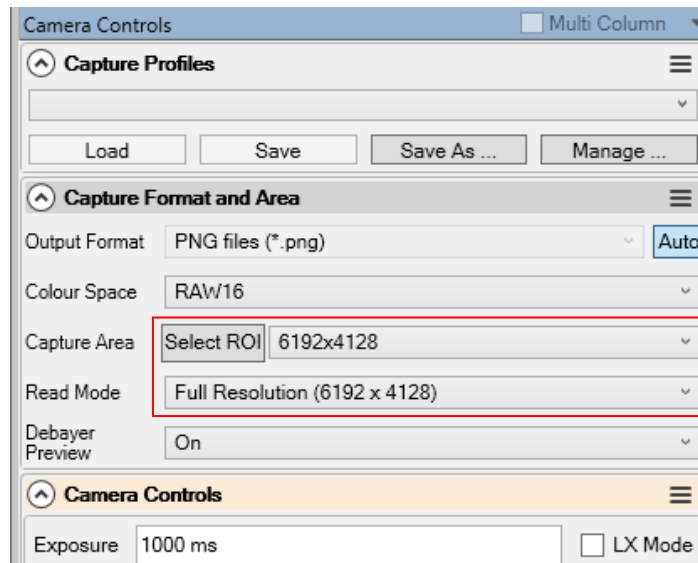 Camera Controls Multi Column
Capture Profiles
Load Save Save As ... Manage ...
Capture Format and Area
Output Format PNG files (*.png) Auto
Colour Space RAW16
Capture Area Select ROI 6192x4128
Read Mode Full Resolution (6192 x 4128)
Debayer
Preview On
Camera Controls
Exposure 1000 ms LX Mode